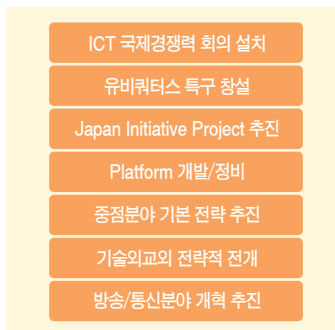 ICT 국제경쟁력 회의 설치
유비쿼터스 특구 창설
Japan Initiative Project 추진
Platform 개발/정비
중점분야 기본 전략 추진
기술외교외 전략적 전개
방송/통신분야 개혁 추진